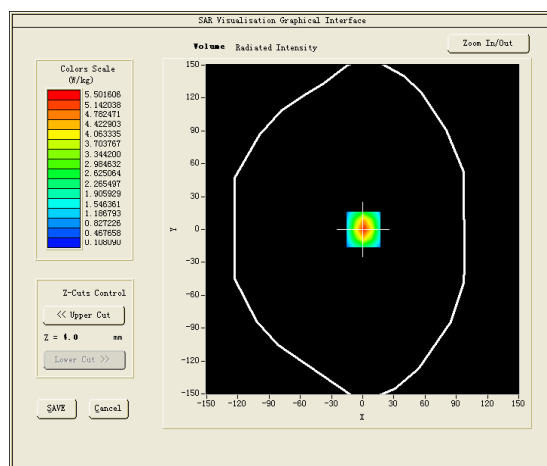 SAR Visualisation Graphical Interface
Volume Radiated Intensity
Zoom In/Out
Colors Scale
(W/kg)
5.501606
5.142038
4.782471
4.422903
4.063335
3.703767
3.344200
2.984632
2.625064
2.265497
1.905929
1.546361
1.186793
0.827226
0.467658
0.108090
150
120
90
60
30
0
-30
-60
-90
-120
-150
Y
-150 -120 -90 -60 -30 0 30 60 90 120 150
X
Z-Cuts Control
<< Upper Cut
Z = 4.0 mm
Lower Cut >>
SAVE Cancel